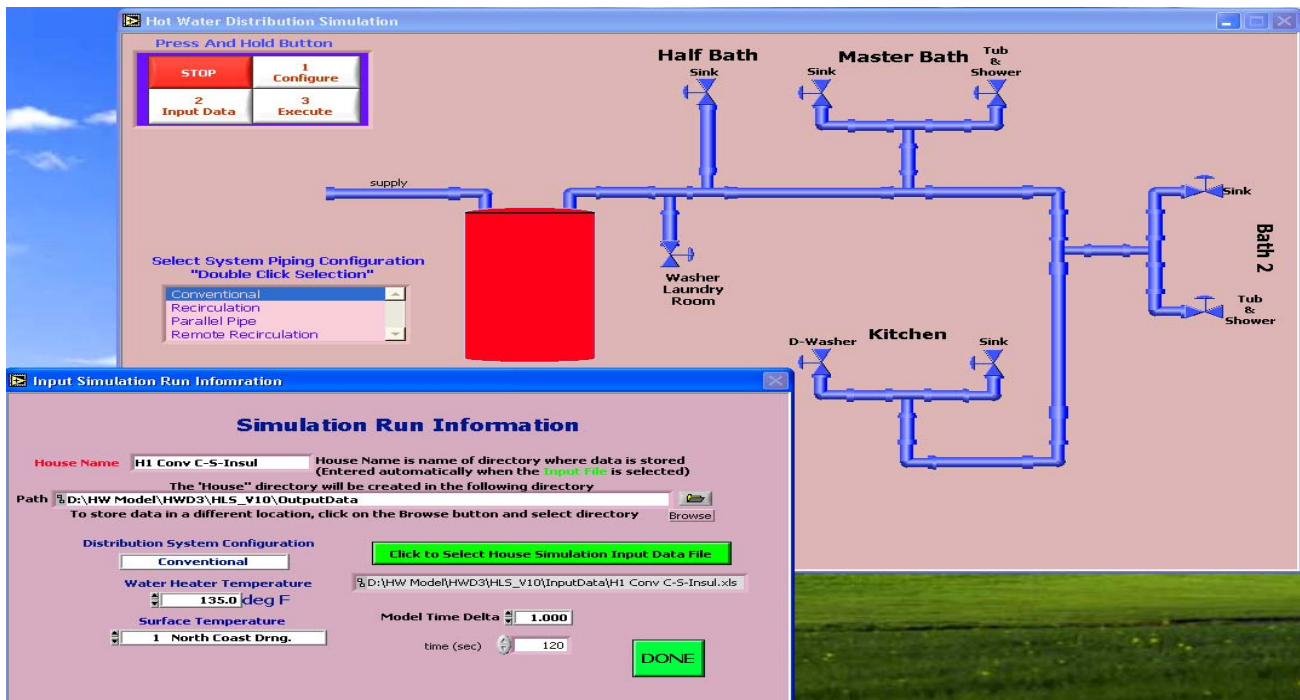 Hot Water Distribution Simulation
Press And Hold Button
STOP
1
Configure
2
Input Data
3
Execute
Half Bath
Sink
Master Bath
Sink
Tub
&
Shower
supply
Sink
Bath 2
Tub
&
Shower
Washer
Laundry
Room
Select System Piping Configuration
"Double Click Selection"
Conventional
Recirculation
Parallel Pipe
Remote Recirculation
Kitchen
D-Washer
Sink
Input Simulation Run Infomration
Simulation Run Information
House Name H1 Conv C-S-Insul
House Name is name of directory where data is stored
(Entered automatically when the Input File is selected)
The 'House" directory will be created in the following directory
Path D:\HW Model\HWD3\HLS_V10\OutputData
To store data in a different location, click on the Browse button and select directory Browse
Distribution System Configuration
Conventional
Click to Select House Simulation Input Data File
D:\HW Model\HWD3\HLS_V10\InputData\H1 Conv C-S-Insul.xls
Water Heater Temperature
135.0 deg F
Surface Temperature
1 North Coast Drng.
Model Time Delta 1.000
time (sec) 120
DONE